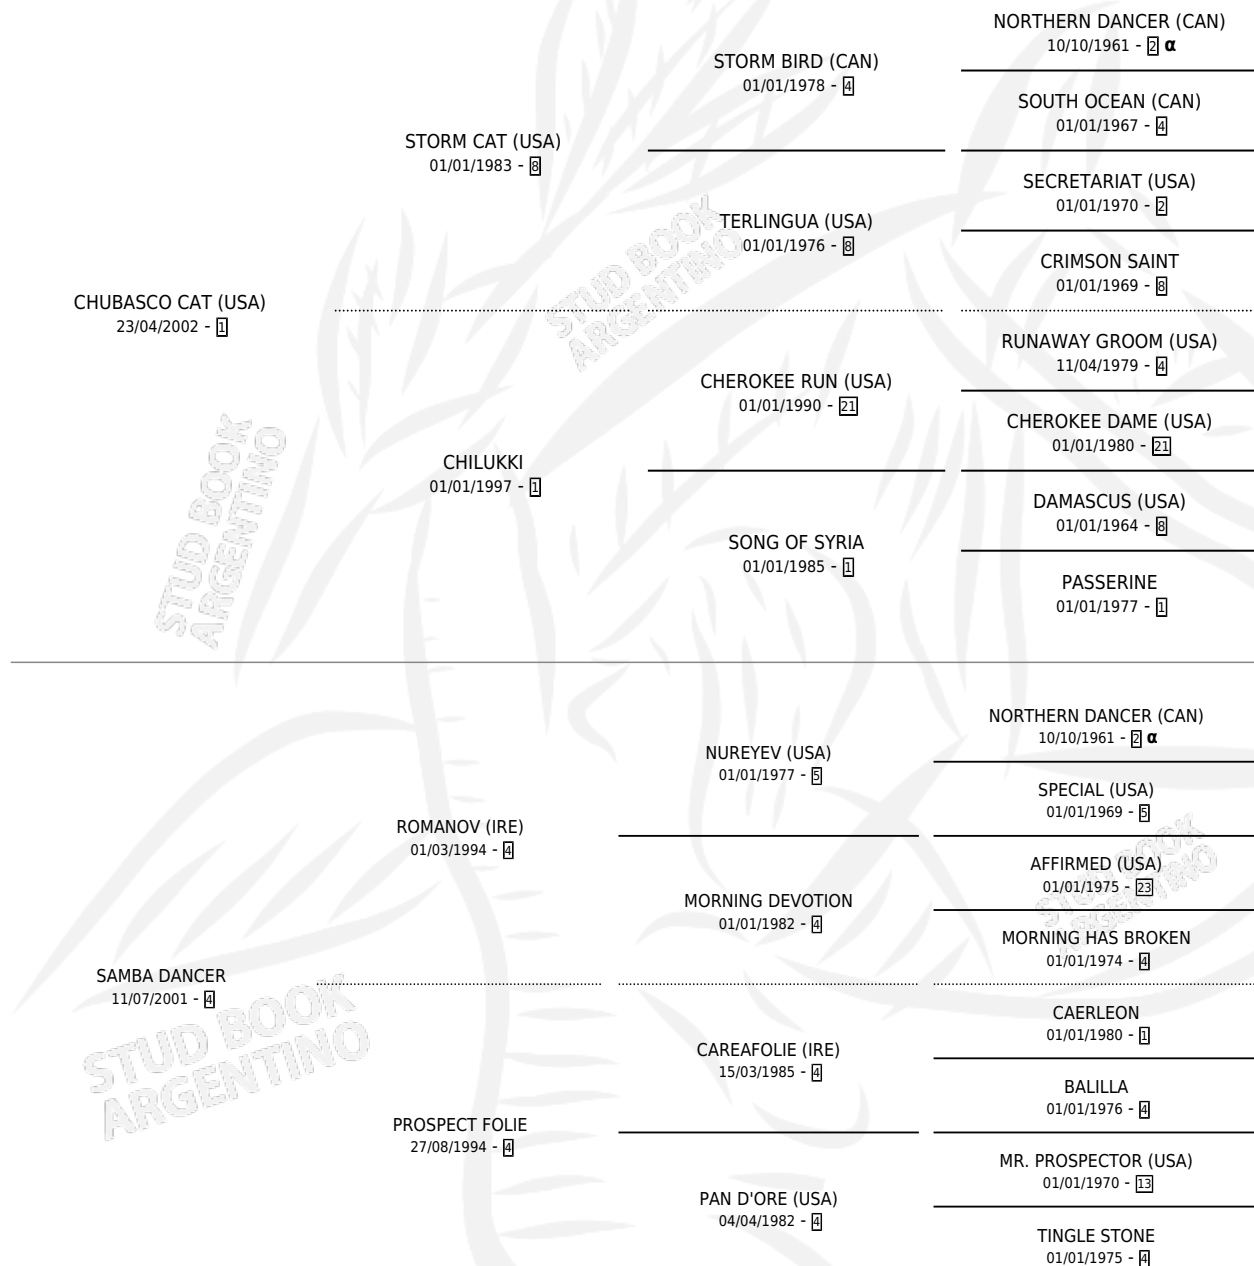 NORTHERN DANCER (CAN)
10/10/1961 - 2 α
STORM BIRD (CAN)
01/01/1978 - 4
SOUTH OCEAN (CAN)
01/01/1967 - 4
STORM CAT (USA)
01/01/1983 - 8
SECRETARIAT (USA)
01/01/1970 - 2
TERLINGUA (USA)
01/01/1976 - 8
CRIMSON SAINT
01/01/1969 - 8
CHUBASCO CAT (USA)
23/04/2002 - 1
RUNAWAY GROOM (USA)
11/04/1979 - 4
CHEROKEE RUN (USA)
01/01/1990 - 21
CHEROKEE DAME (USA)
01/01/1980 - 21
CHILUKKI
01/01/1997 - 1
DAMASCUS (USA)
01/01/1964 - 8
SONG OF SYRIA
01/01/1985 - 1
PASSERINE
01/01/1977 - 1
NORTHERN DANCER (CAN)
10/10/1961 - 2 α
NUREYEV (USA)
01/01/1977 - 5
SPECIAL (USA)
01/01/1969 - 5
ROMANOV (IRE)
01/03/1994 - 4
AFFIRMED (USA)
01/01/1975 - 23
MORNING DEVOTION
01/01/1982 - 4
MORNING HAS BROKEN
01/01/1974 - 4
SAMBA DANCER
11/07/2001 - 4
CAERLEON
01/01/1980 - 1
CAREAFOLIE (IRE)
15/03/1985 - 4
BALILLA
01/01/1976 - 4
PROSPECT FOLIE
27/08/1994 - 4
MR. PROSPECTOR (USA)
01/01/1970 - 13
PAN D'ORE (USA)
04/04/1982 - 4
TINGLE STONE
01/01/1975 - 4
STUD BOOK
ARGENTINO
STUD BOOK
ARGENTINO
STUD BOOK
ARGENTINO
STUD BOOK
ARGENTINO